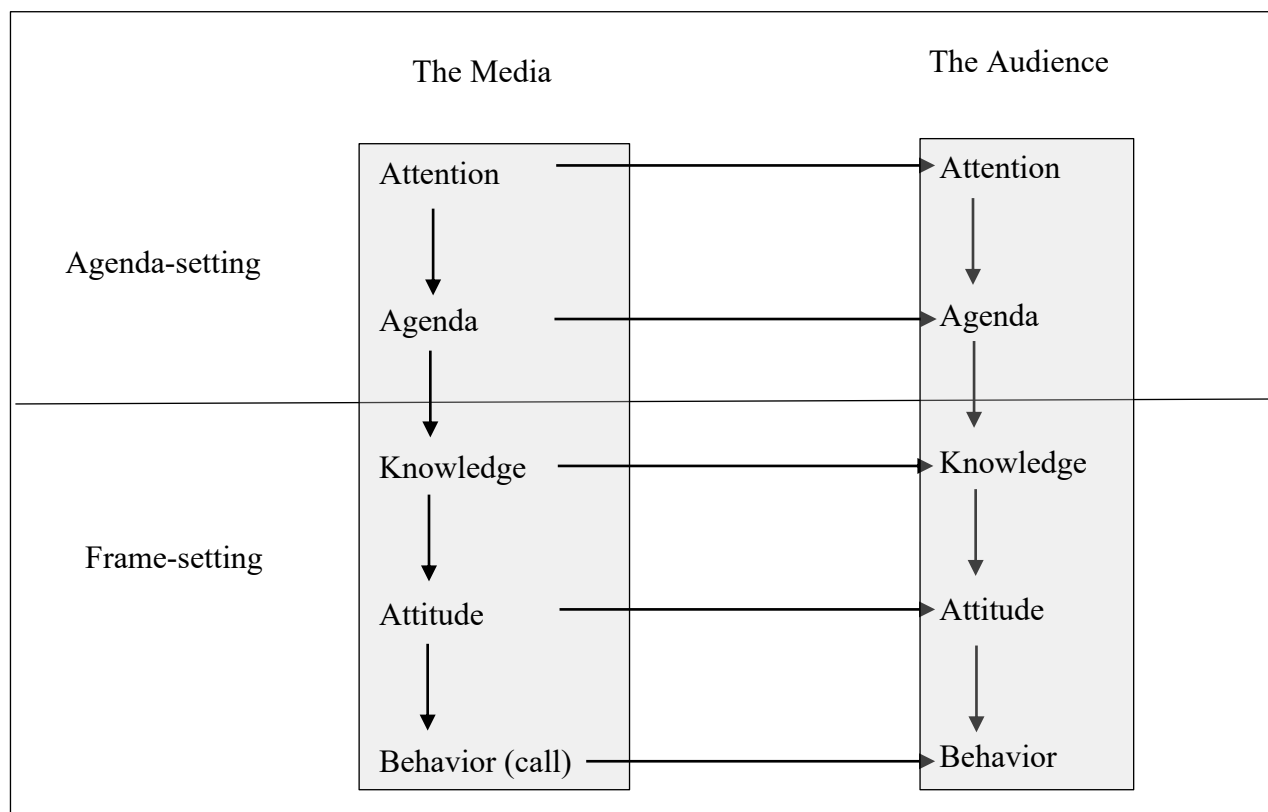 The Media
The Audience
Attention
Attention
Agenda-setting
Agenda
Agenda
Knowledge
Knowledge
Frame-setting
Attitude
Attitude
Behavior (call)
Behavior